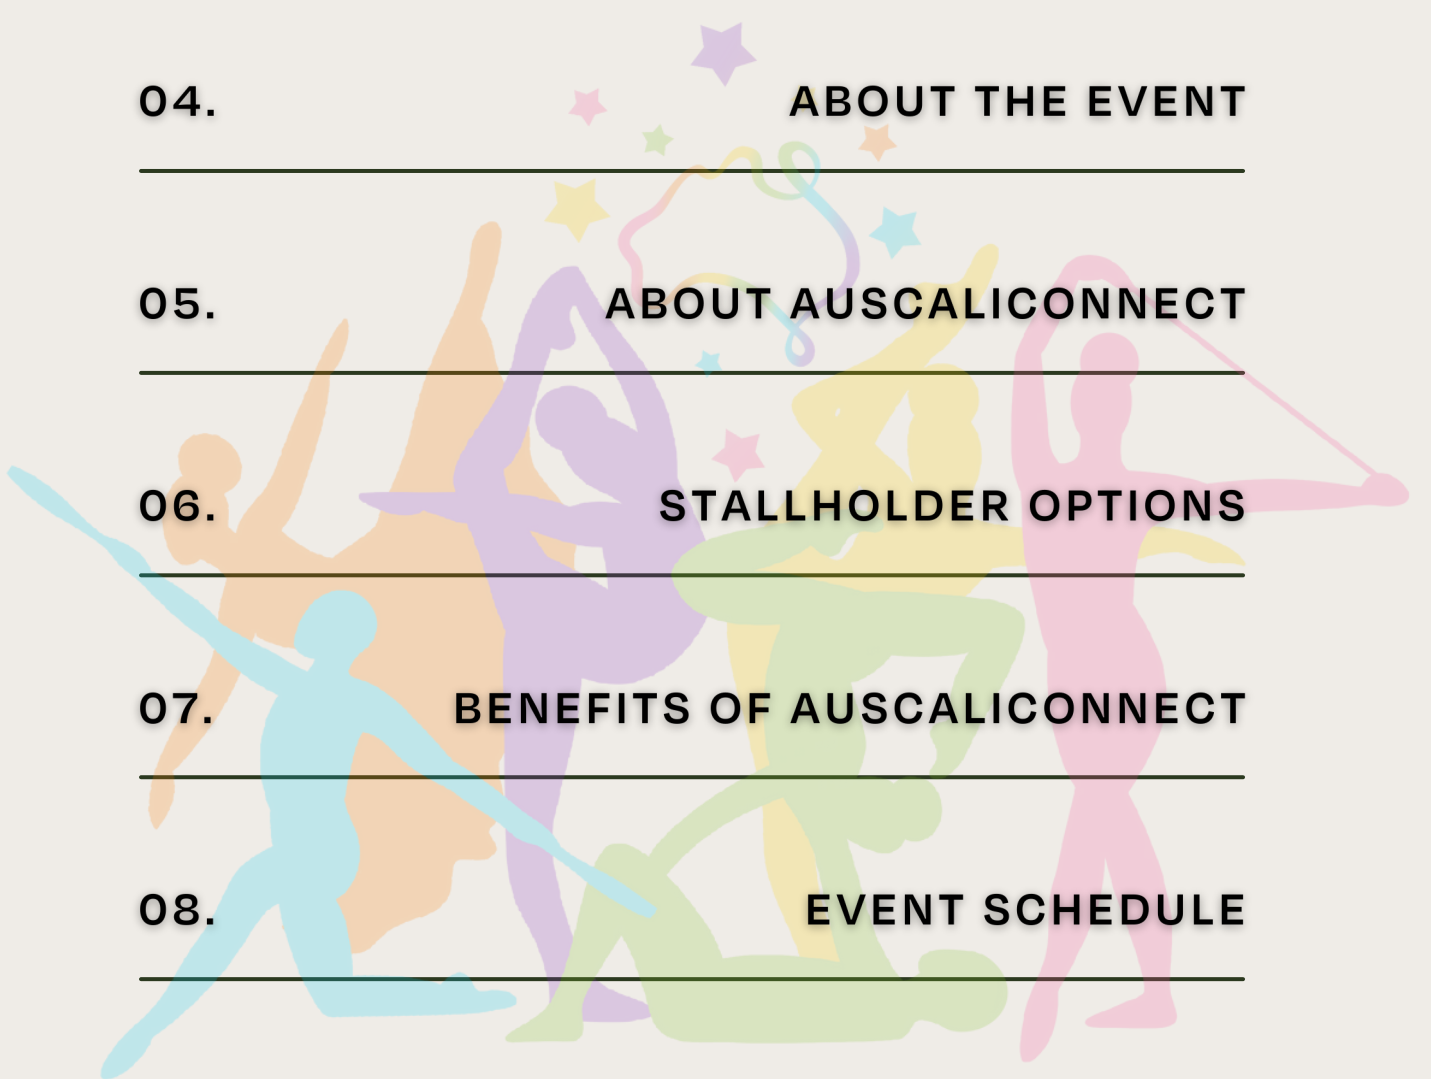 04. ABOUT THE EVENT
05. ABOUT AUSCALICONNECT
06. STALLHOLDER OPTIONS
07. BENEFITS OF AUSCALICONNECT
08. EVENT SCHEDULE